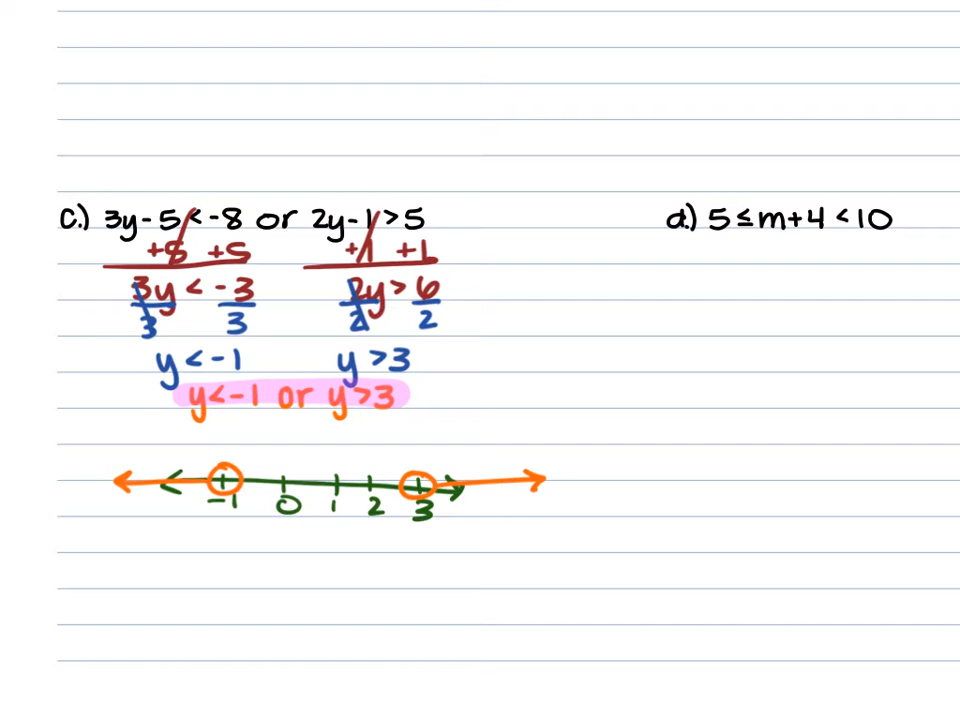 c.) 3y - 5 < -8 or 2y - 1 > 5
+5 +5 +1 +1
3y < -3 2y > 6
3 3 2 2
y < -1 y > 3
y < -1 or y > 3
-1 0 1 2 3
d.) 5 ≤ m + 4 < 10